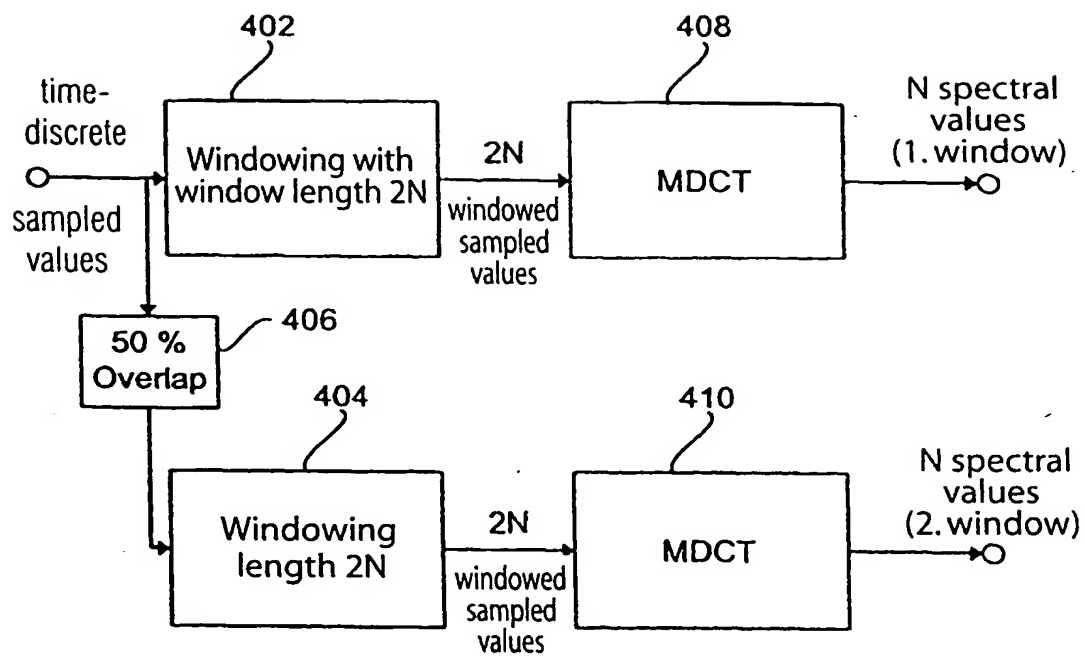 402
408
time-
discrete
sampled
values
Windowing with
window length 2N
2N
windowed
sampled
values
MDCT
N spectral
values
(1. window)
50 %
Overlap
406
404
410
Windowing
length 2N
2N
windowed
sampled
values
MDCT
N spectral
values
(2. window)